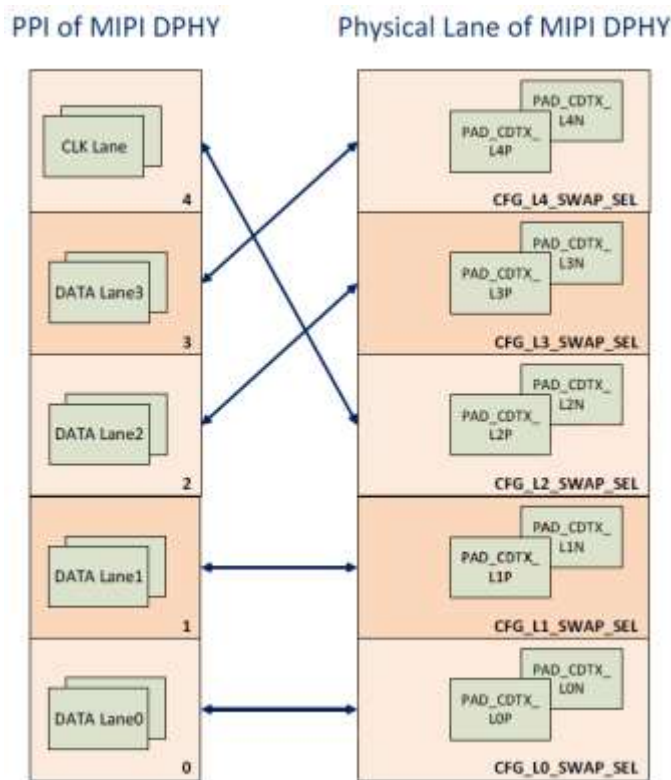 PPI of MIPI DPHY
Physical Lane of MIPI DPHY
CLK Lane
4
PAD_CDTX_
L4N
PAD_CDTX_
L4P
CFG_L4_SWAP_SEL
DATA Lane3
3
PAD_CDTX_
L3N
PAD_CDTX_
L3P
CFG_L3_SWAP_SEL
DATA Lane2
2
PAD_CDTX_
L2N
PAD_CDTX_
L2P
CFG_L2_SWAP_SEL
DATA Lane1
1
PAD_CDTX_
L1N
PAD_CDTX_
L1P
CFG_L1_SWAP_SEL
DATA Lane0
0
PAD_CDTX_
L0N
PAD_CDTX_
L0P
CFG_L0_SWAP_SEL